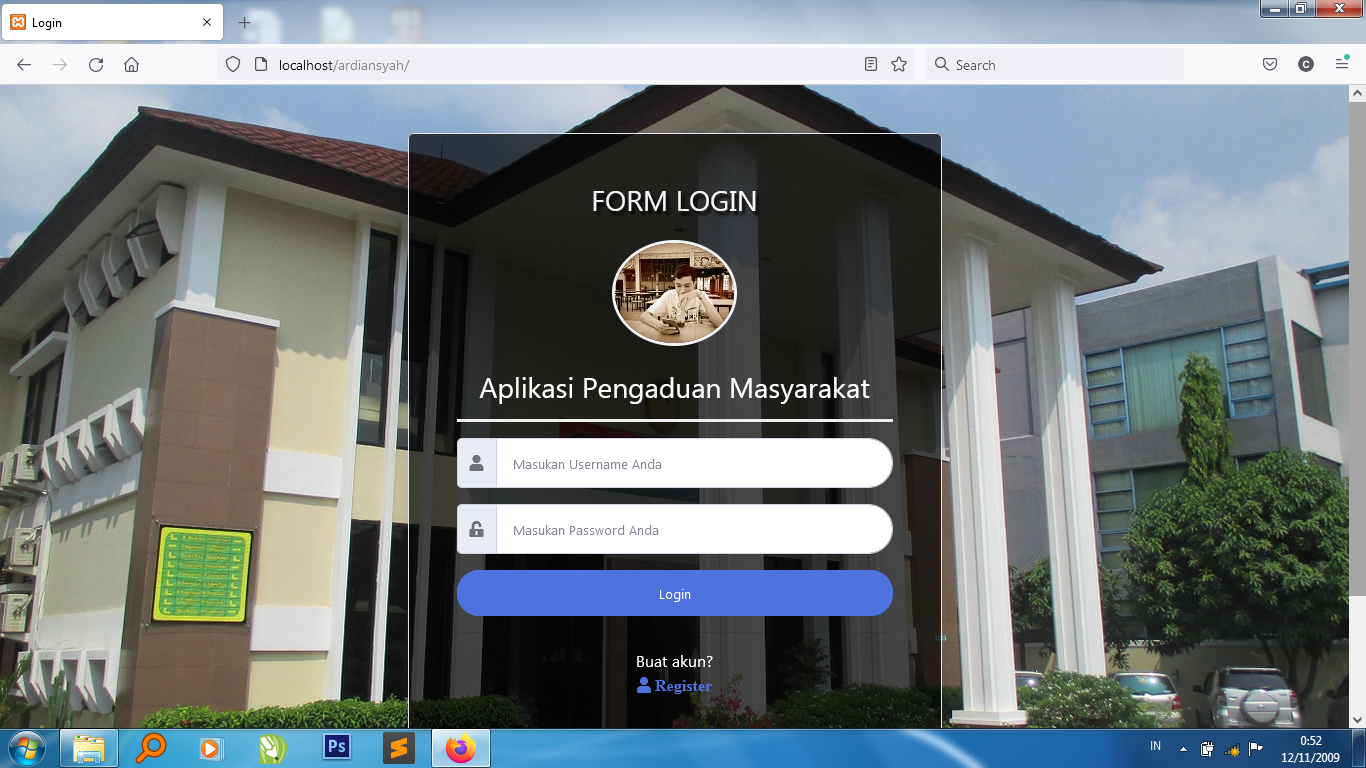 Login
localhost/ardiansyah/
Search
FORM LOGIN
Aplikasi Pengaduan Masyarakat
Masukan Username Anda
Masukan Password Anda
Login
Buat akun?
Register
Ps
IN
0:52
12/11/2009